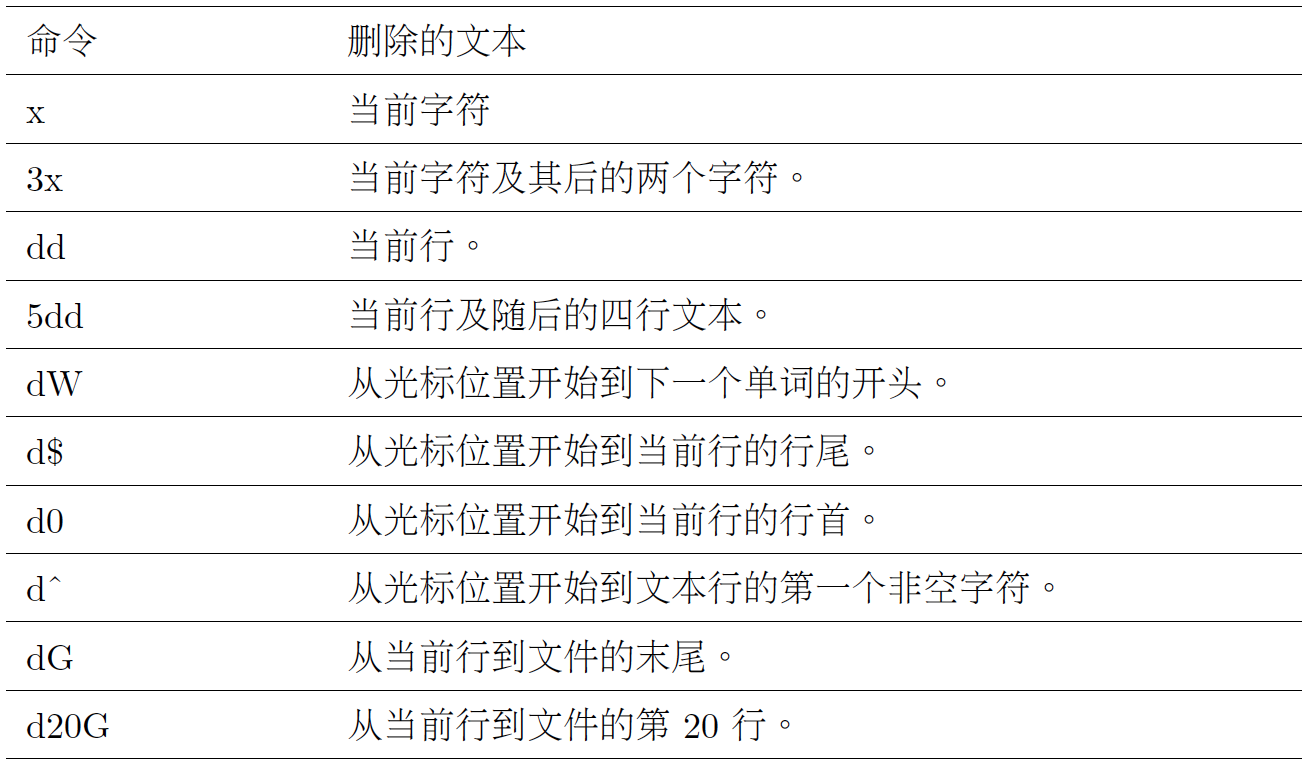 命令 删除的文本
x 当前字符
3x 当前字符及其后的两个字符。
dd 当前行。
5dd 当前行及随后的四行文本。
dW 从光标位置开始到下一个单词的开头。
d$ 从光标位置开始到当前行的行尾。
d0 从光标位置开始到当前行的行首。
d^ 从光标位置开始到文本行的第一个非空字符。
dG 从当前行到文件的末尾。
d20G 从当前行到文件的第 20 行。